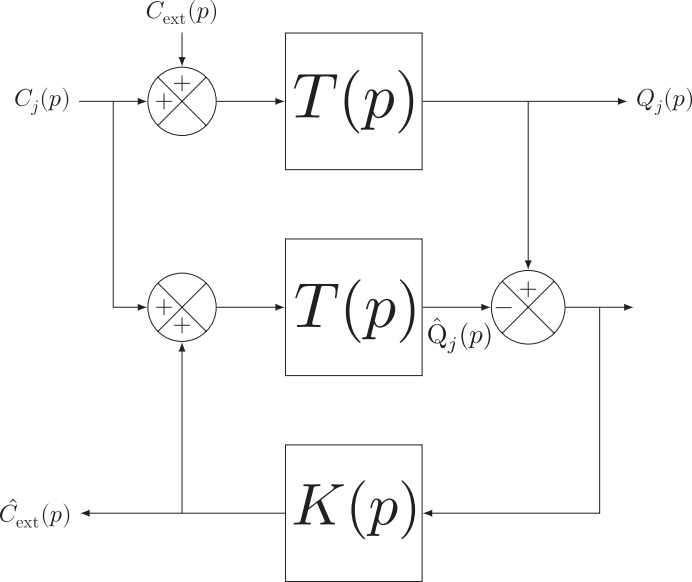 C_ext(p)
C_j(p) + + T(p) Q_j(p)
+ + T(p) − +
Q̂_j(p)
Ĉ_ext(p) K(p)